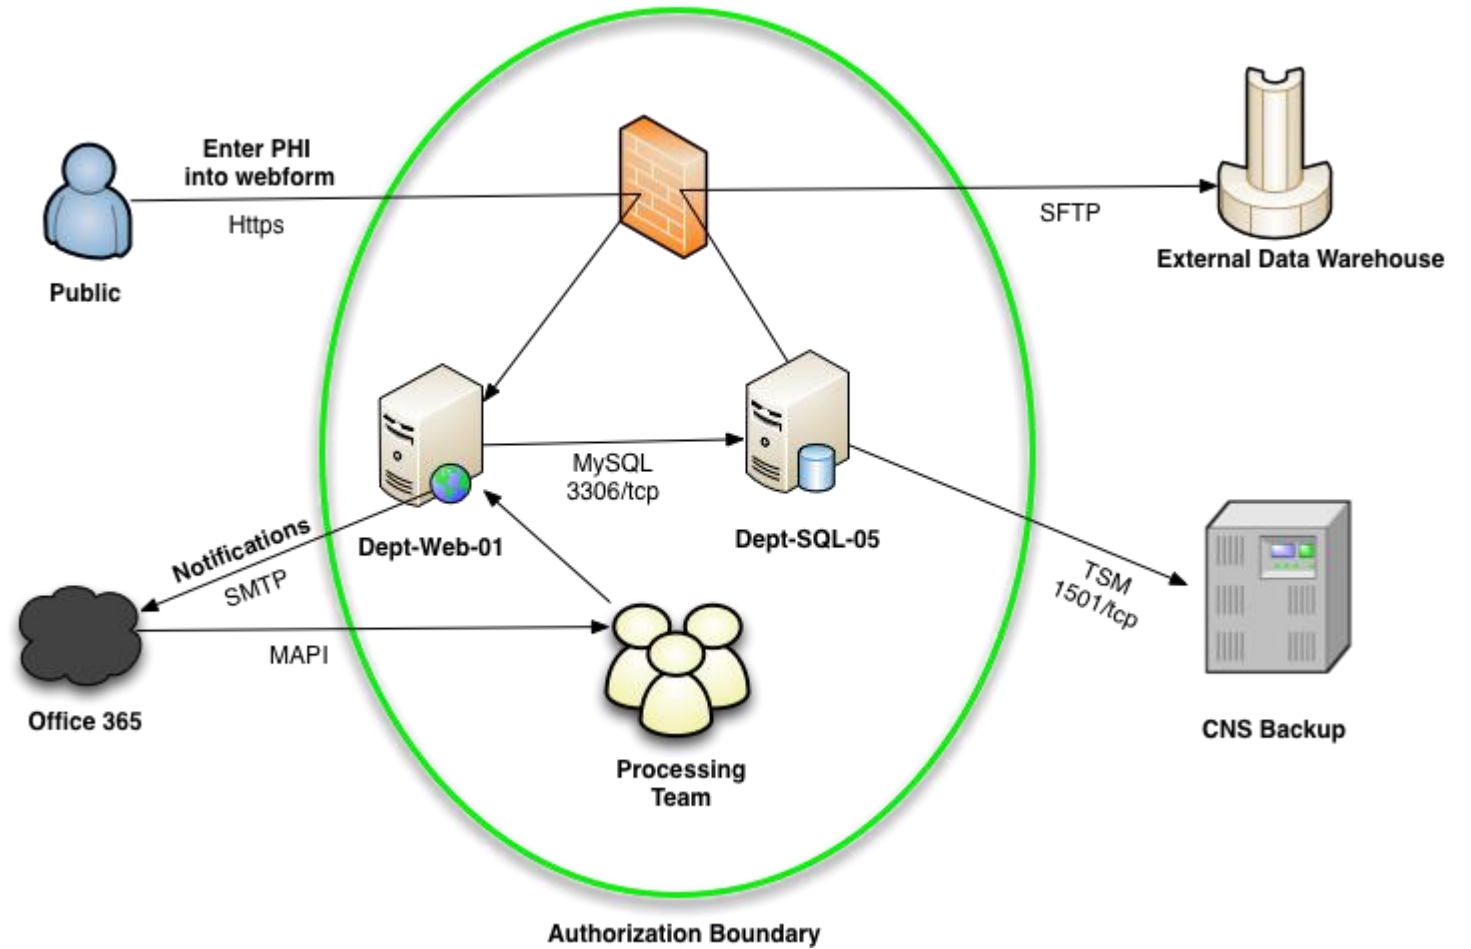 Enter PHI
into webform
Https
Public
SFTP
External Data Warehouse
MySQL
3306/tcp
Dept-Web-01
Dept-SQL-05
Notifications
SMTP
TSM
1501/tcp
MAPI
Office 365
CNS Backup
Processing
Team
Authorization Boundary